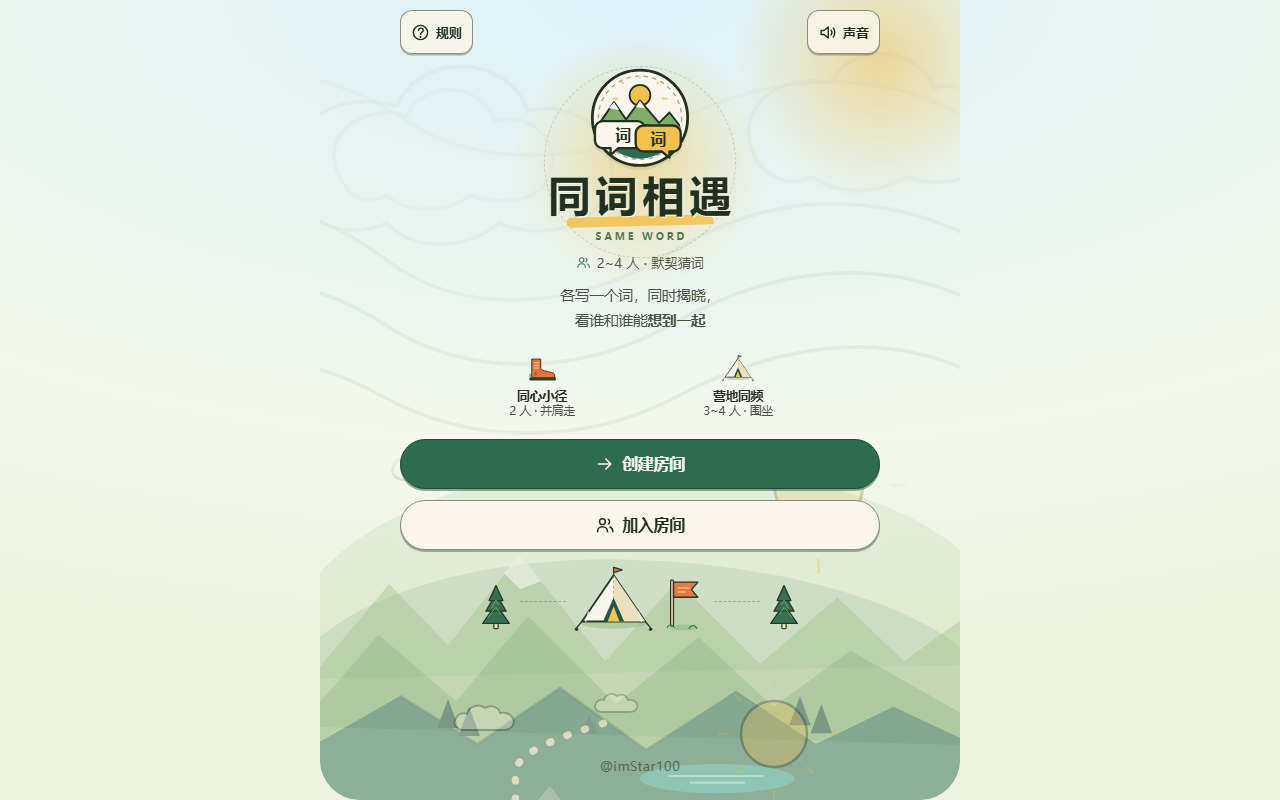 规则
声音
词
词
同词相遇
SAME WORD
2~4 人 · 默契猜词
各写一个词，同时揭晓，
看谁和谁能想到一起
同心小径
2 人 · 并肩走
营地同频
3~4 人 · 围坐
创建房间
加入房间
@imStar100